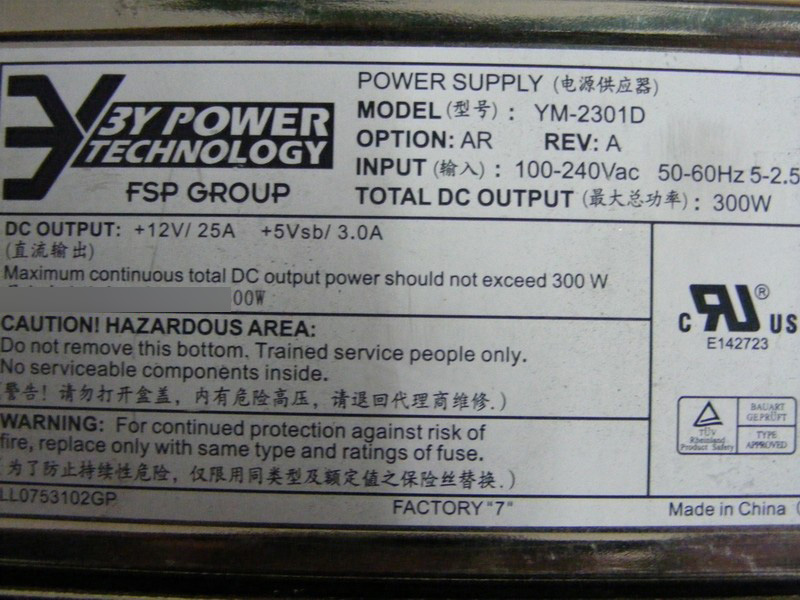 3Y POWER
TECHNOLOGY
FSP GROUP
POWER SUPPLY (电源供应器)
MODEL (型号): YM-2301D
OPTION: AR REV: A
INPUT (输入): 100-240Vac 50-60Hz 5-2.5
TOTAL DC OUTPUT (最大总功率): 300W
DC OUTPUT: +12V/ 25A +5Vsb/ 3.0A
(直流输出)
Maximum continuous total DC output power should not exceed 300 W
00W
CAUTION! HAZARDOUS AREA:
Do not remove this bottom. Trained service people only.
No serviceable components inside.
(警告! 请勿打开盒盖, 内有危险高压, 请退回代理商维修.)
WARNING: For continued protection against risk of
fire, replace only with same type and ratings of fuse.
为了防止持续性危险, 仅限用同类型及额定值之保险丝替换.)
LL0753102GP
FACTORY "7"
Made in China
c RU ® US
E142723
TÜV
Rheinland
Product Safety
BAUART
GEPRÜFT
TYPE
APPROVED